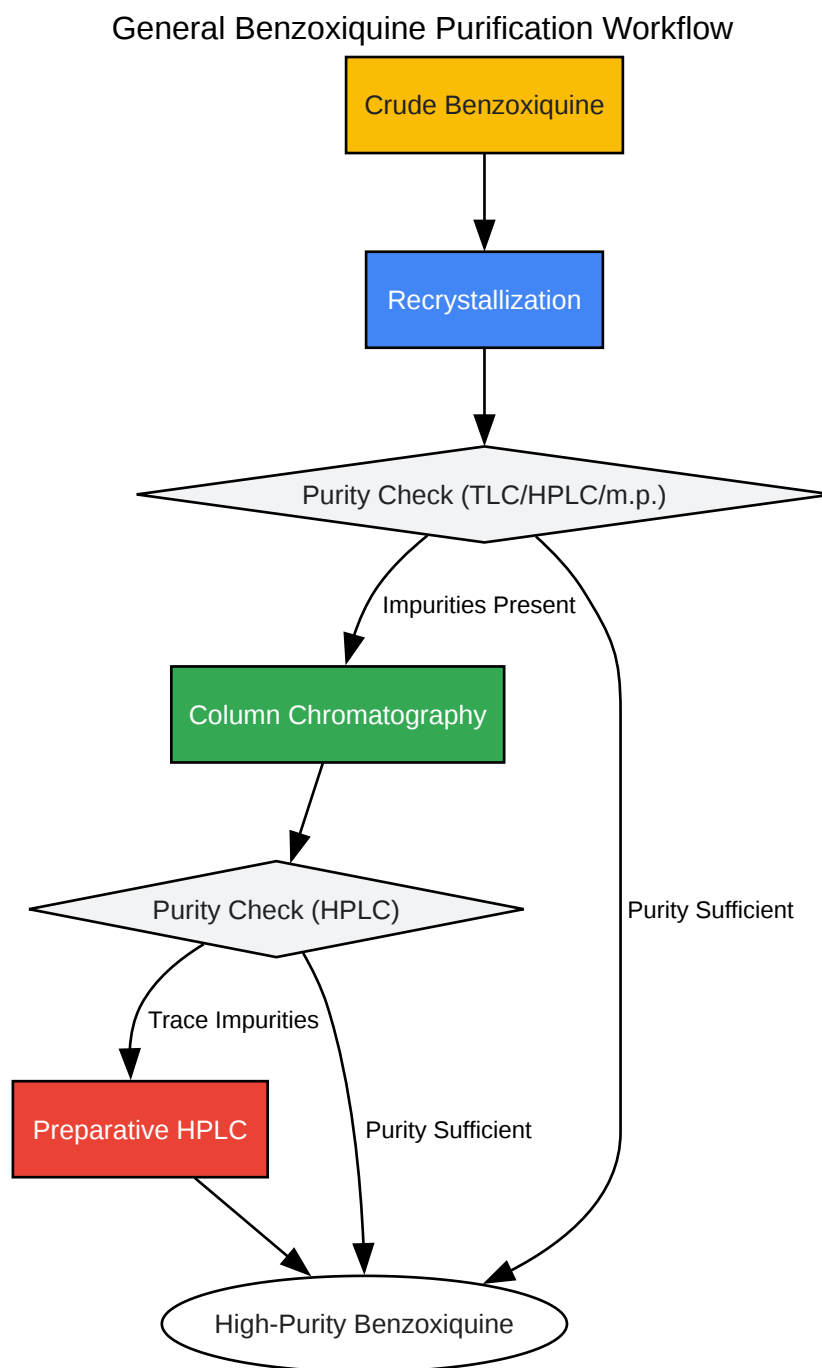 General Benzoxiquine Purification Workflow
Crude Benzoxiquine
Recrystallization
Purity Check (TLC/HPLC/m.p.)
Impurities Present
Column Chromatography
Purity Check (HPLC)
Purity Sufficient
Trace Impurities
Preparative HPLC
Purity Sufficient
High-Purity Benzoxiquine